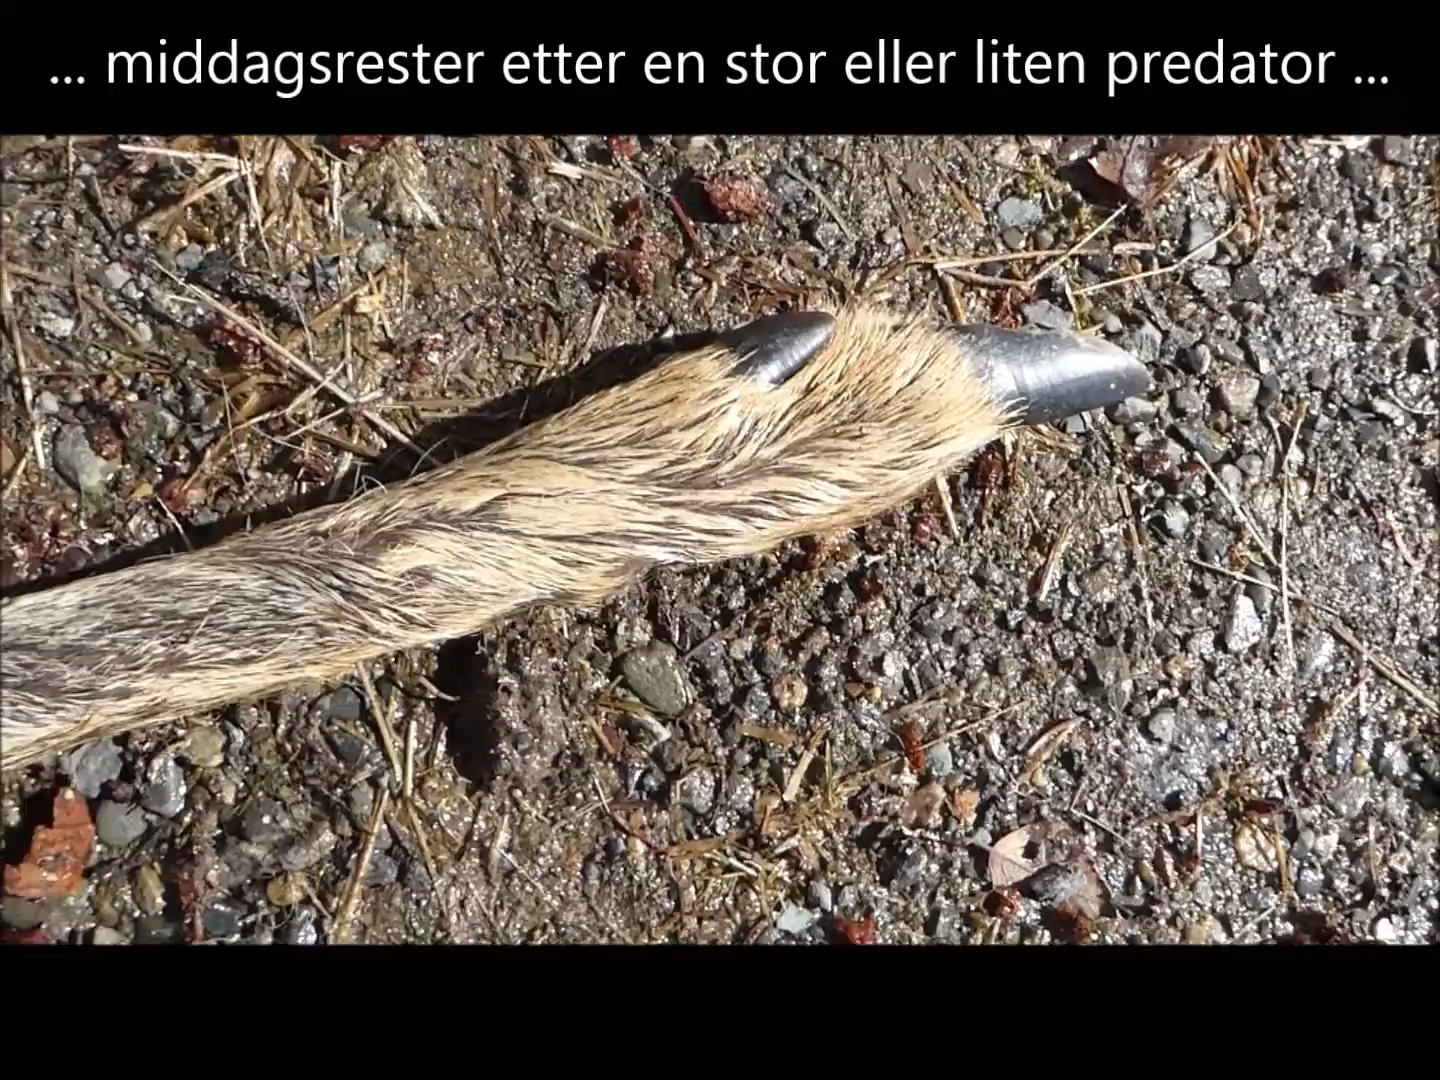 ... middagsrester etter en stor eller liten predator ...